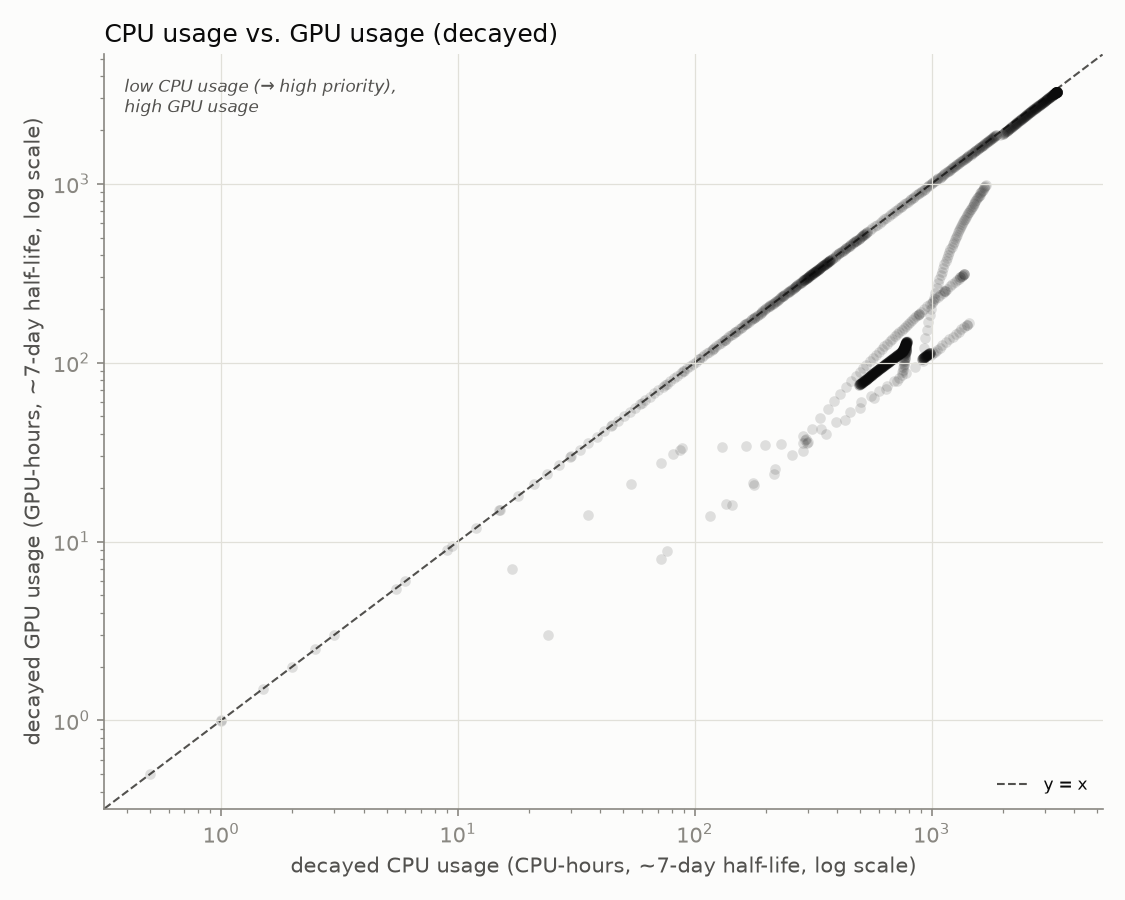 CPU usage vs. GPU usage (decayed)
low CPU usage (→ high priority),
high GPU usage
decayed GPU usage (GPU-hours, ~7-day half-life, log scale)
10³
10²
10¹
10⁰
y = x
10⁰ 10¹ 10² 10³
decayed CPU usage (CPU-hours, ~7-day half-life, log scale)